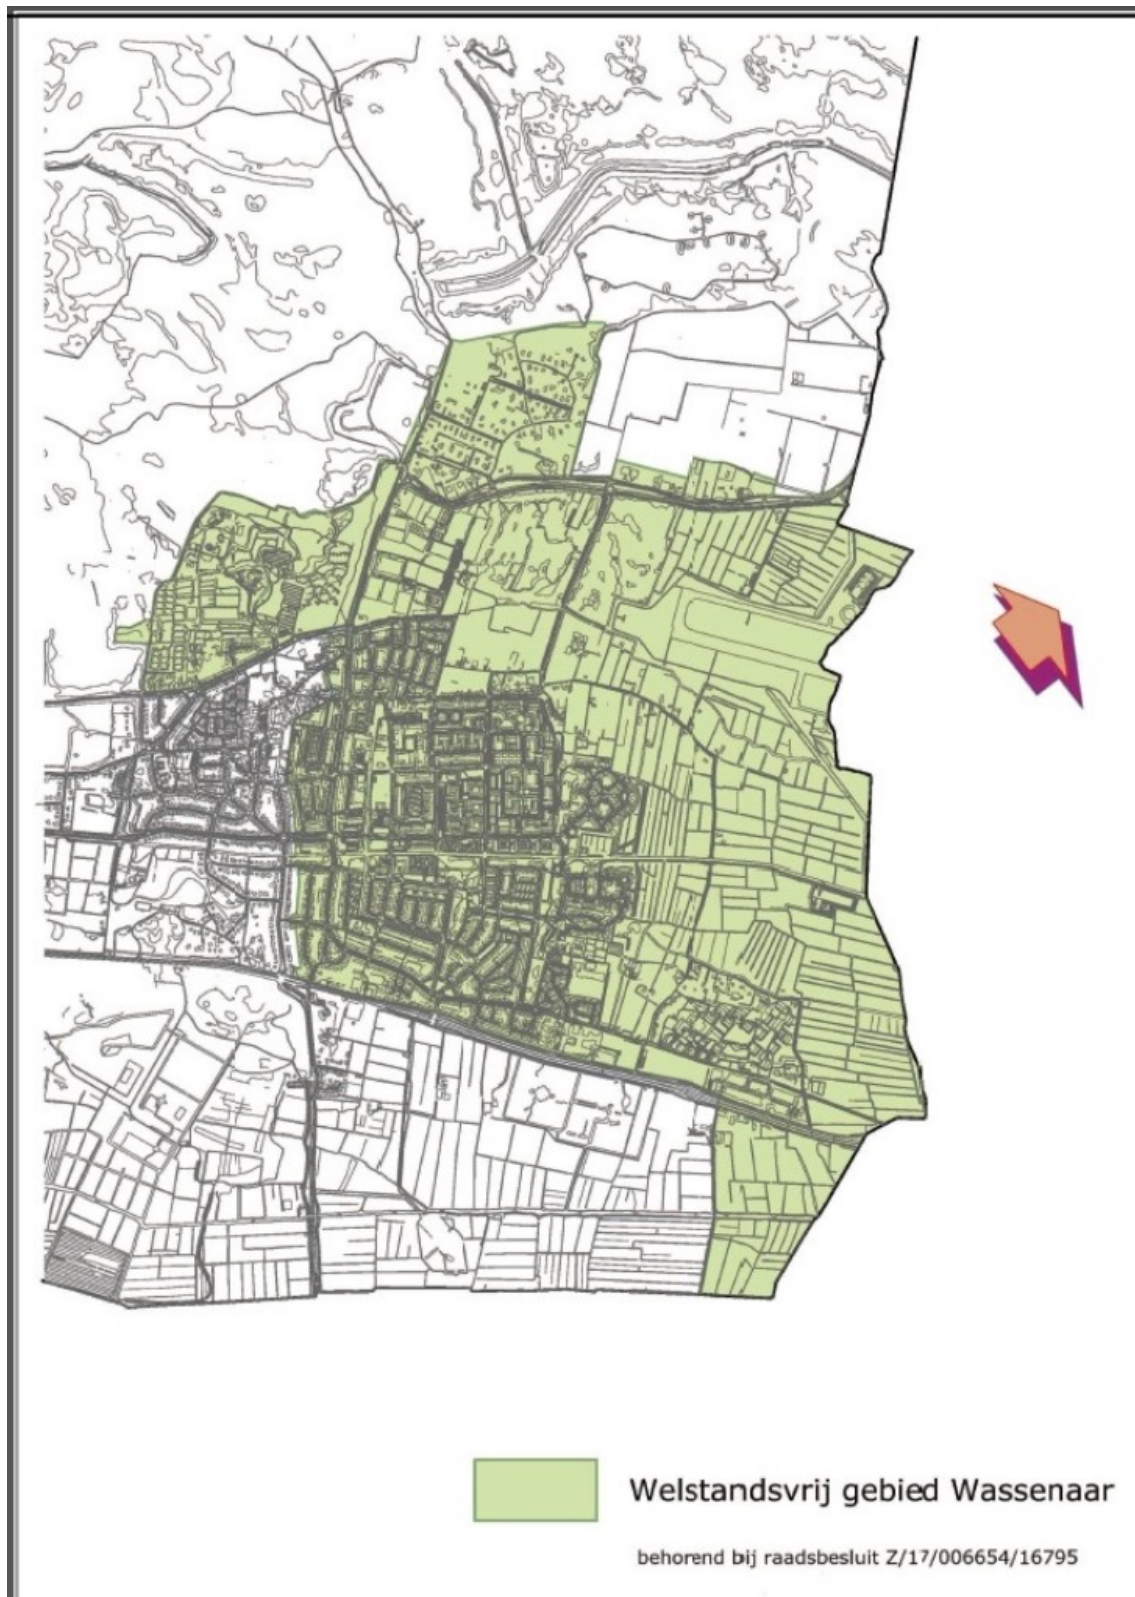 Welstandsvrij gebied Wassenaar
behorend bij raadsbesluit Z/17/006654/16795